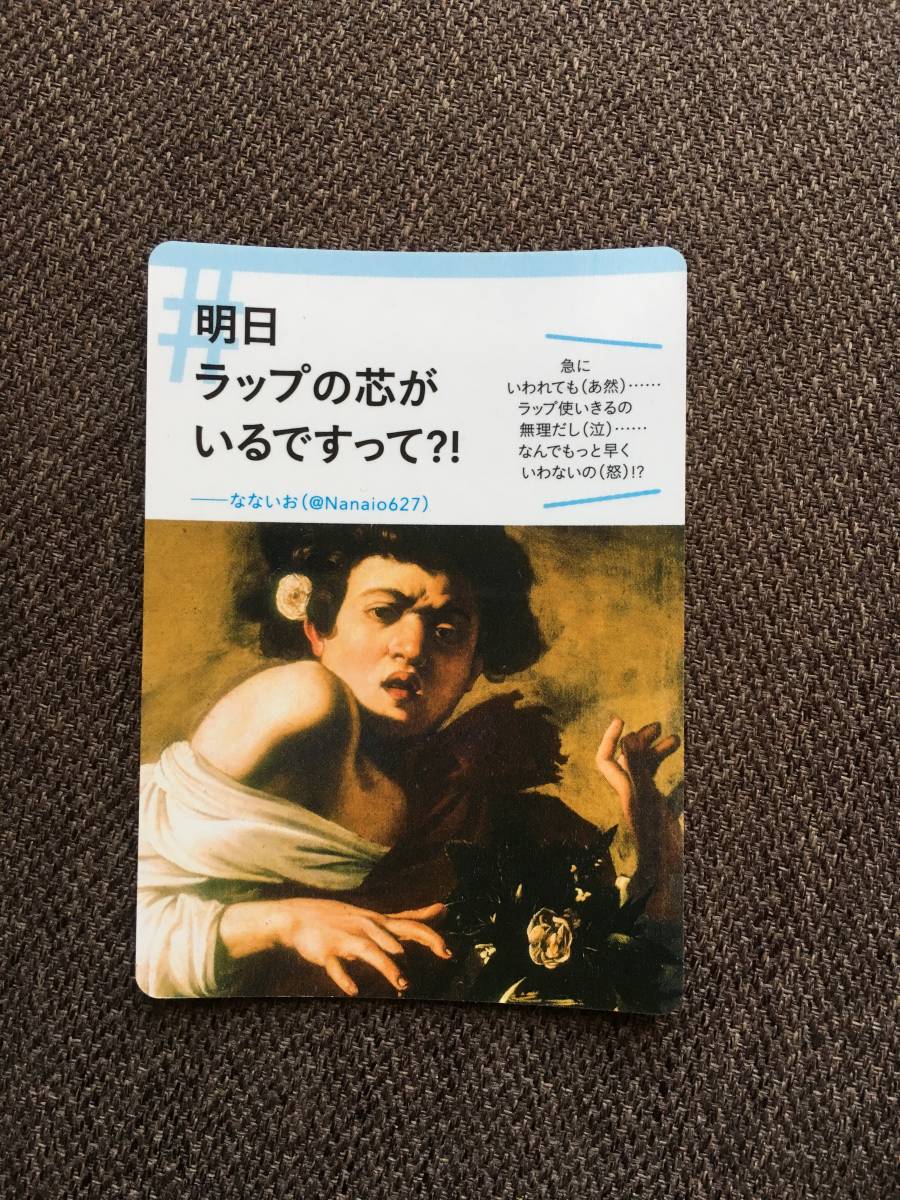 #
明日
ラップの芯が
いるですって?!
——なないお(@Nanaio627)
急に
いわれても(あ然)……
ラップ使いきるの
無理だし(泣)……
なんでもっと早く
いわないの(怒)!?